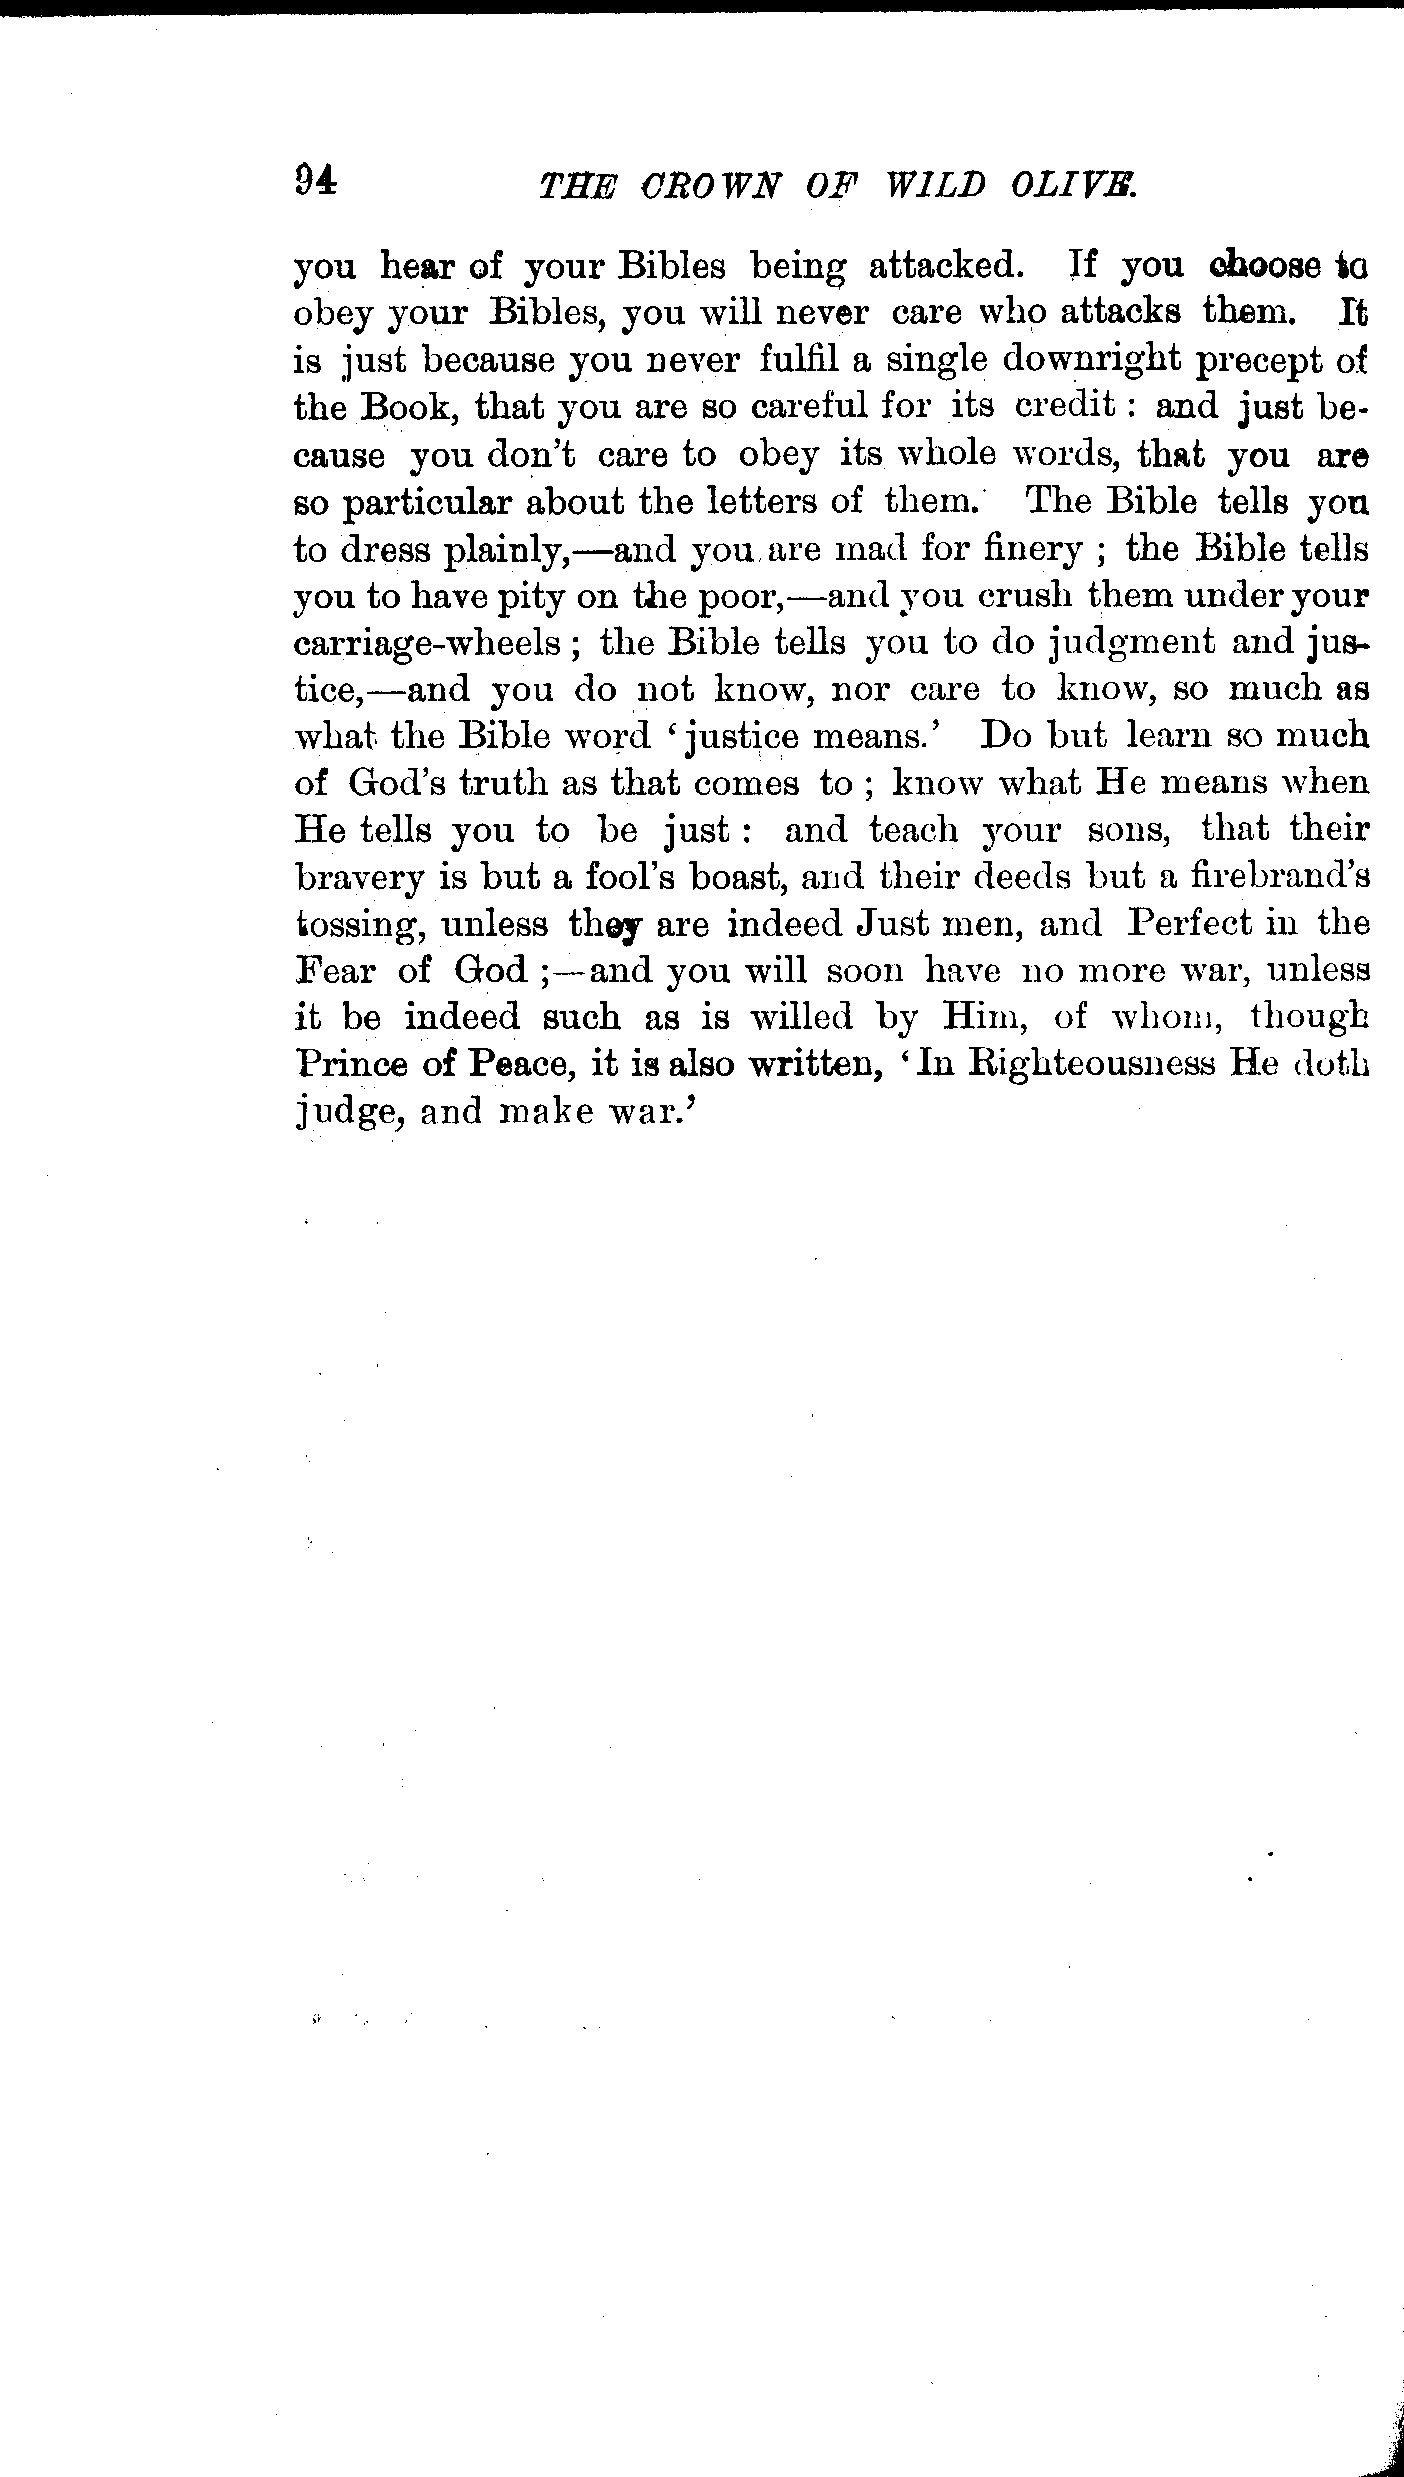 94 THE CROWN OF WILD OLIVE.
you hear of your Bibles being attacked. If you choose to
obey your Bibles, you will never care who attacks them. It
is just because you never fulfil a single downright precept of
the Book, that you are so careful for its credit : and just be-
cause you don't care to obey its whole words, that you are
so particular about the letters of them. The Bible tells you
to dress plainly,—and you are mad for finery ; the Bible tells
you to have pity on the poor,—and you crush them under your
carriage-wheels ; the Bible tells you to do judgment and jus-
tice,—and you do not know, nor care to know, so much as
what the Bible word ‘justice means.’ Do but learn so much
of God's truth as that comes to ; know what He means when
He tells you to be just : and teach your sons, that their
bravery is but a fool's boast, and their deeds but a firebrand's
tossing, unless they are indeed Just men, and Perfect in the
Fear of God ;—and you will soon have no more war, unless
it be indeed such as is willed by Him, of whom, though
Prince of Peace, it is also written, ‘In Righteousness He doth
judge, and make war.’